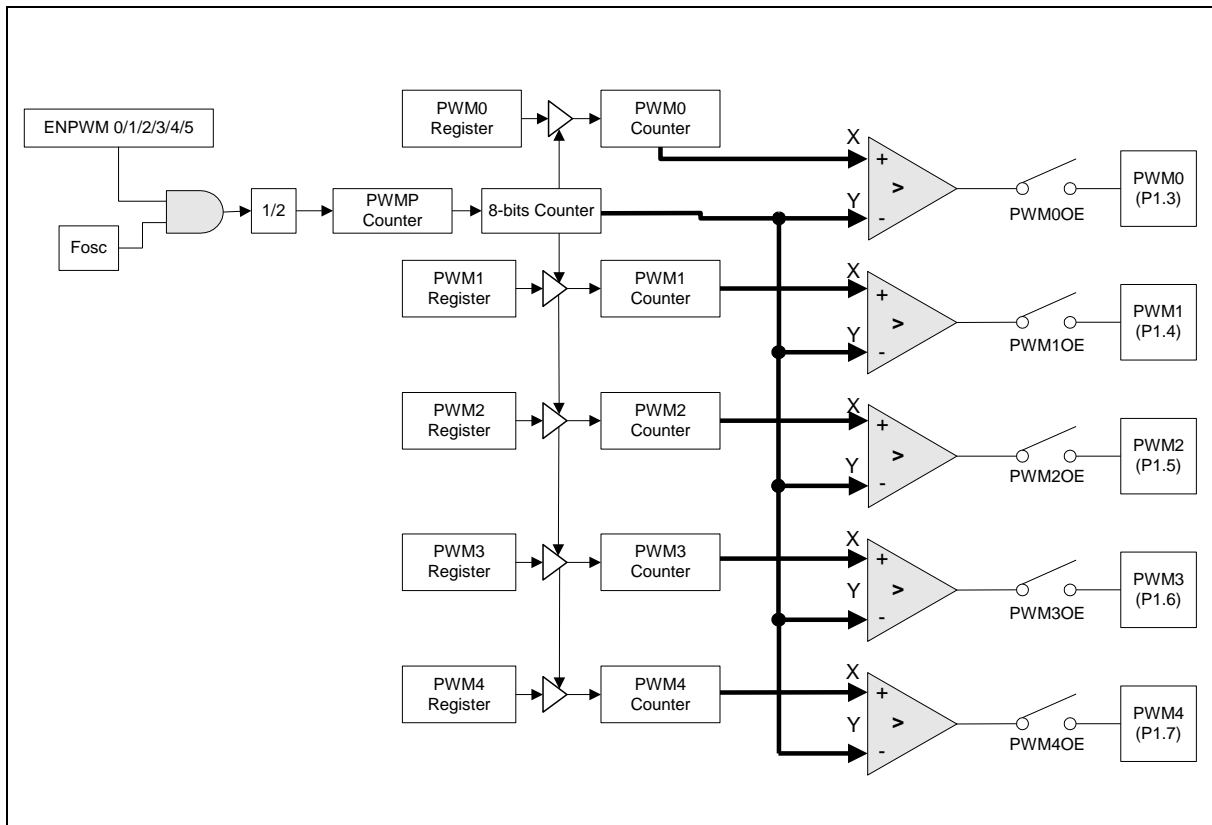 ENPWM 0/1/2/3/4/5
Fosc
1/2
PWMP
Counter
8-bits Counter
PWM0
Register
PWM0
Counter
X
+
>
Y
-
PWM0OE
PWM0
(P1.3)
PWM1
Register
PWM1
Counter
X
+
>
Y
-
PWM1OE
PWM1
(P1.4)
PWM2
Register
PWM2
Counter
X
+
>
Y
-
PWM2OE
PWM2
(P1.5)
PWM3
Register
PWM3
Counter
X
+
>
Y
-
PWM3OE
PWM3
(P1.6)
PWM4
Register
PWM4
Counter
X
+
>
Y
-
PWM4OE
PWM4
(P1.7)